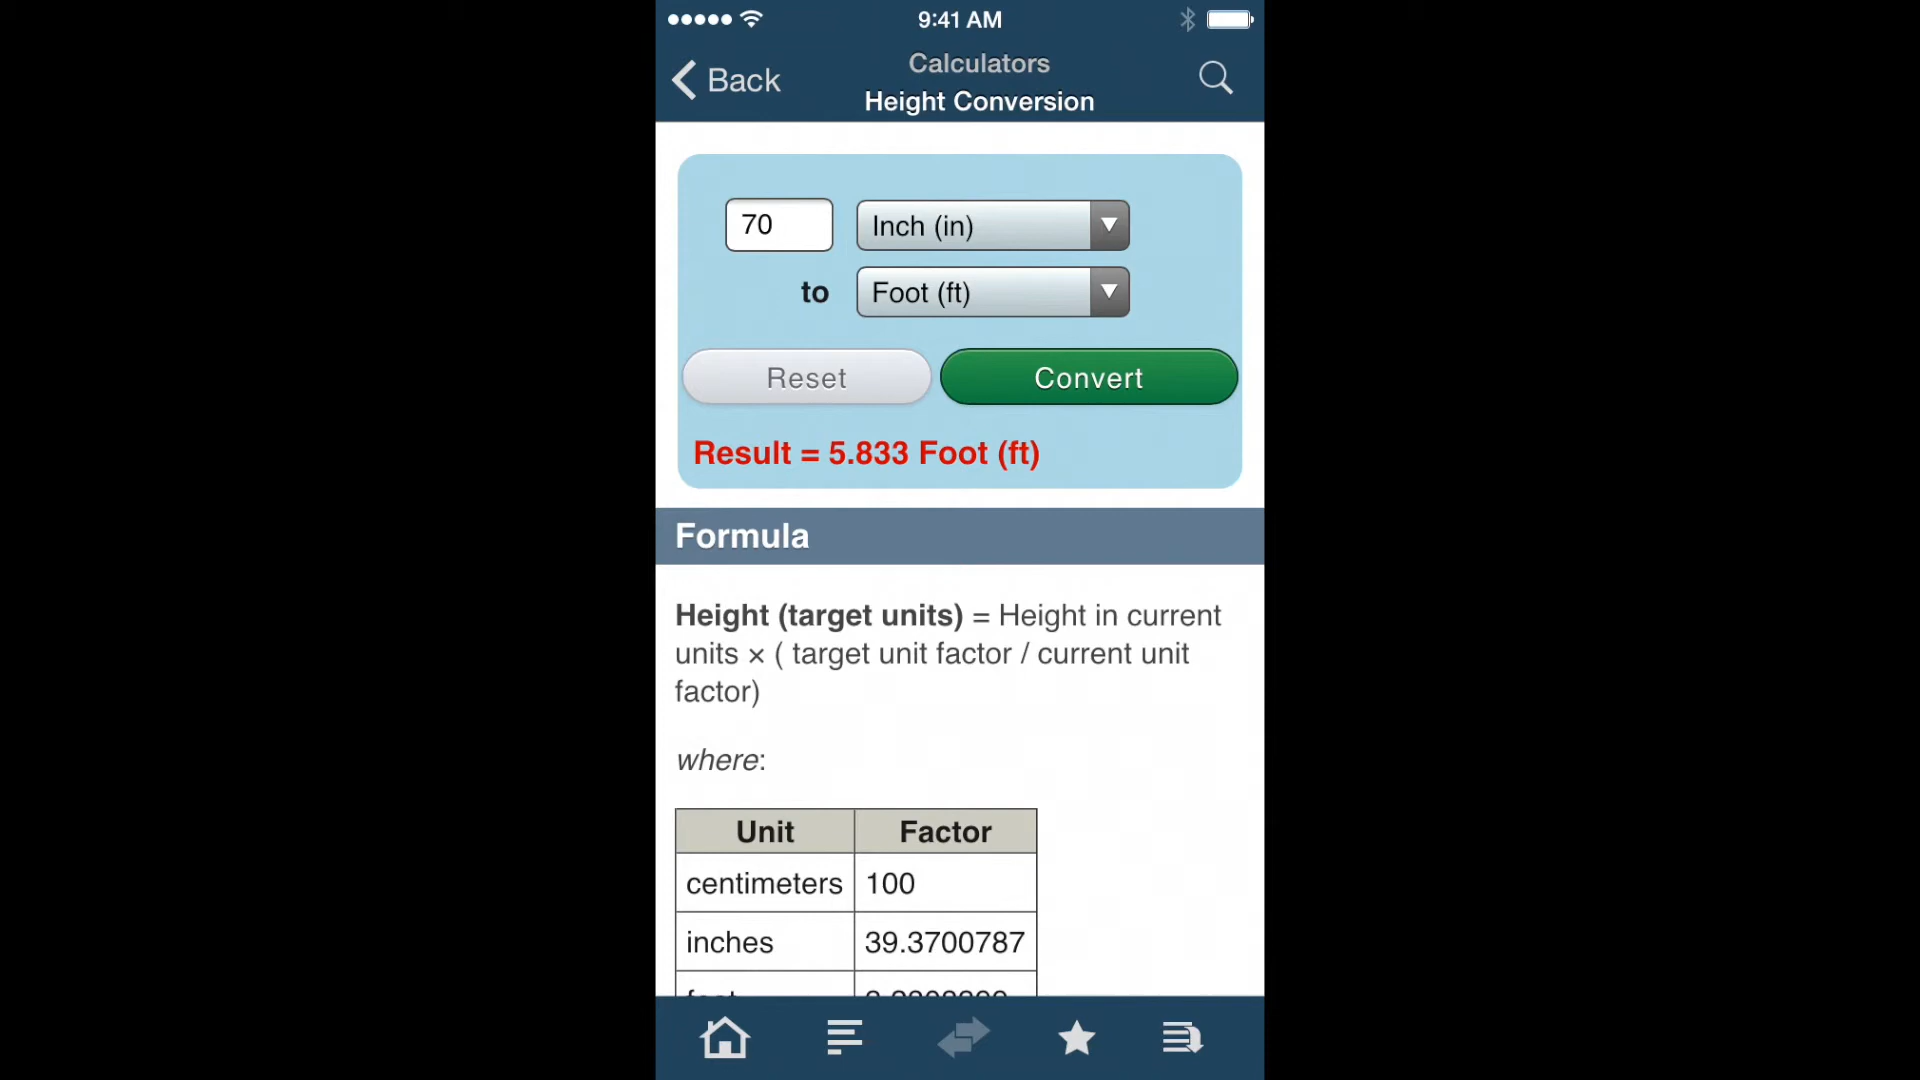 9:41 AM
Back
Calculators
Height Conversion
70
Inch (in)
to
Foot (ft)
Reset
Convert
Result = 5.833 Foot (ft)
Formula
Height (target units) = Height in current
units × ( target unit factor / current unit
factor)
where:
Unit Factor
centimeters 100
inches 39.3700787